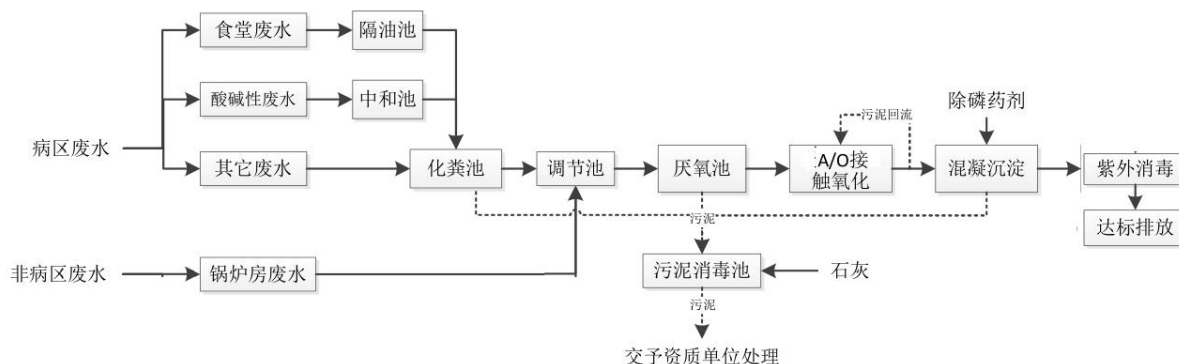 食堂废水
隔油池
酸碱性废水
中和池
除磷药剂
污泥回流
病区废水
其它废水
化粪池
调节池
厌氧池
A/O接
触氧化
混凝沉淀
紫外消毒
污泥
达标排放
非病区废水
锅炉房废水
污泥消毒池
石灰
污泥
交予资质单位处理